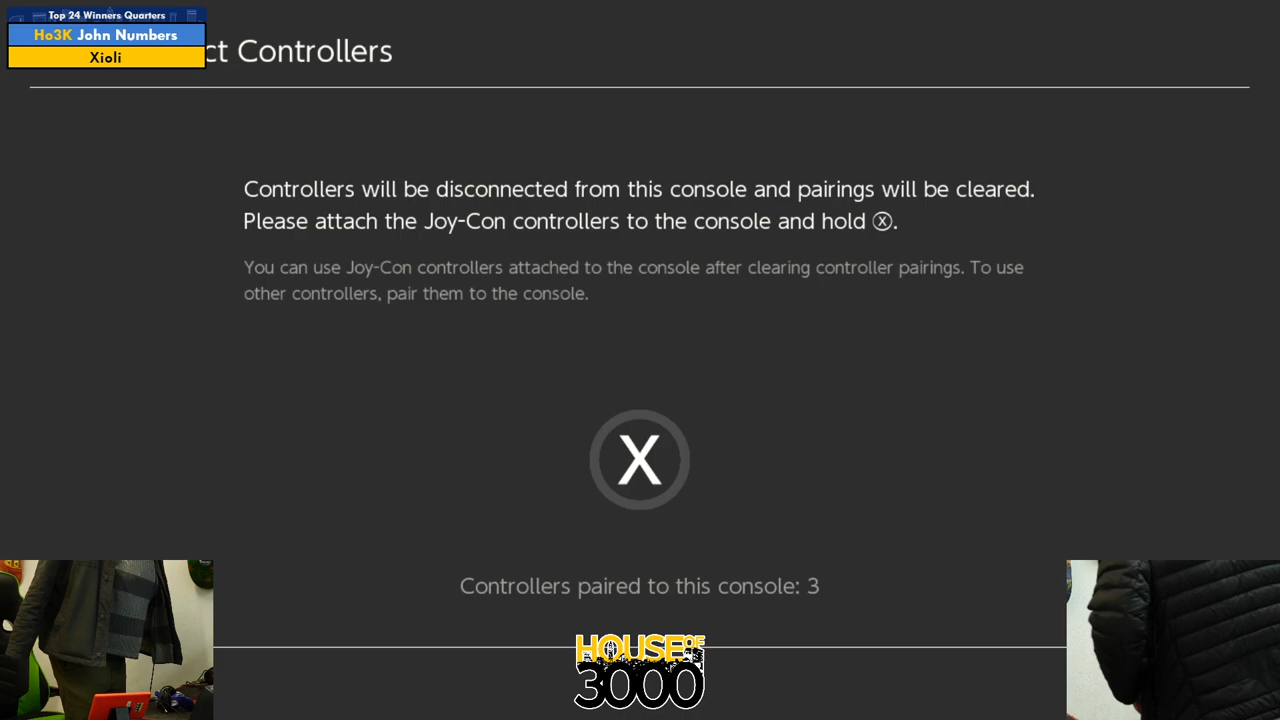 Top 24 Winners Quarters
Ho3K John Numbers
Xioli
ct Controllers
Controllers will be disconnected from this console and pairings will be cleared.
Please attach the Joy-Con controllers to the console and hold Ⓧ.
You can use Joy-Con controllers attached to the console after clearing controller pairings. To use
other controllers, pair them to the console.
X
Controllers paired to this console: 3
HOUSE OF
3000